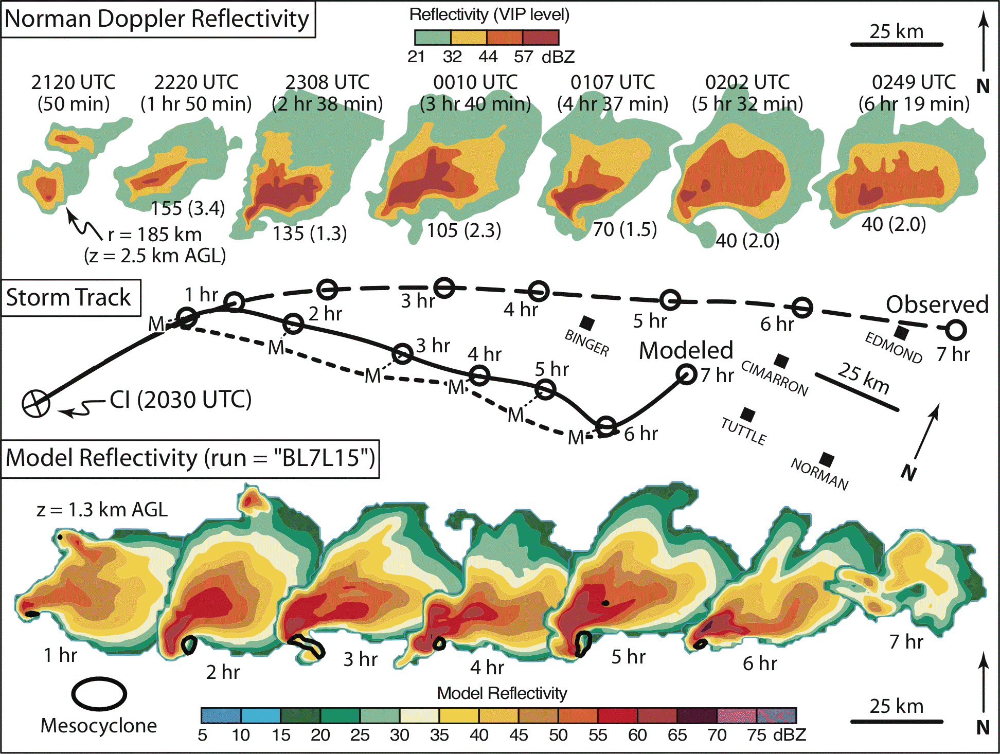 Norman Doppler Reflectivity
Reflectivity (VIP level)
21 32 44 57 dBZ
25 km
N
2120 UTC
(50 min)
2220 UTC
(1 hr 50 min)
2308 UTC
(2 hr 38 min)
0010 UTC
(3 hr 40 min)
0107 UTC
(4 hr 37 min)
0202 UTC
(5 hr 32 min)
0249 UTC
(6 hr 19 min)
r = 185 km
(z = 2.5 km AGL)
155 (3.4)
135 (1.3)
105 (2.3)
70 (1.5)
40 (2.0)
40 (2.0)
Storm Track
1 hr
2 hr
3 hr
4 hr
5 hr
6 hr
Observed
7 hr
M
M
M
M
M
M
3 hr
4 hr
5 hr
6 hr
Modeled
7 hr
BINGER
CIMARRON
EDMOND
TUTTLE
NORMAN
25 km
N
CI (2030 UTC)
Model Reflectivity (run = "BL7L15")
z = 1.3 km AGL
1 hr
2 hr
3 hr
4 hr
5 hr
6 hr
7 hr
Mesocyclone
Model Reflectivity
5 10 15 20 25 30 35 40 45 50 55 60 65 70 75 dBZ
25 km
N